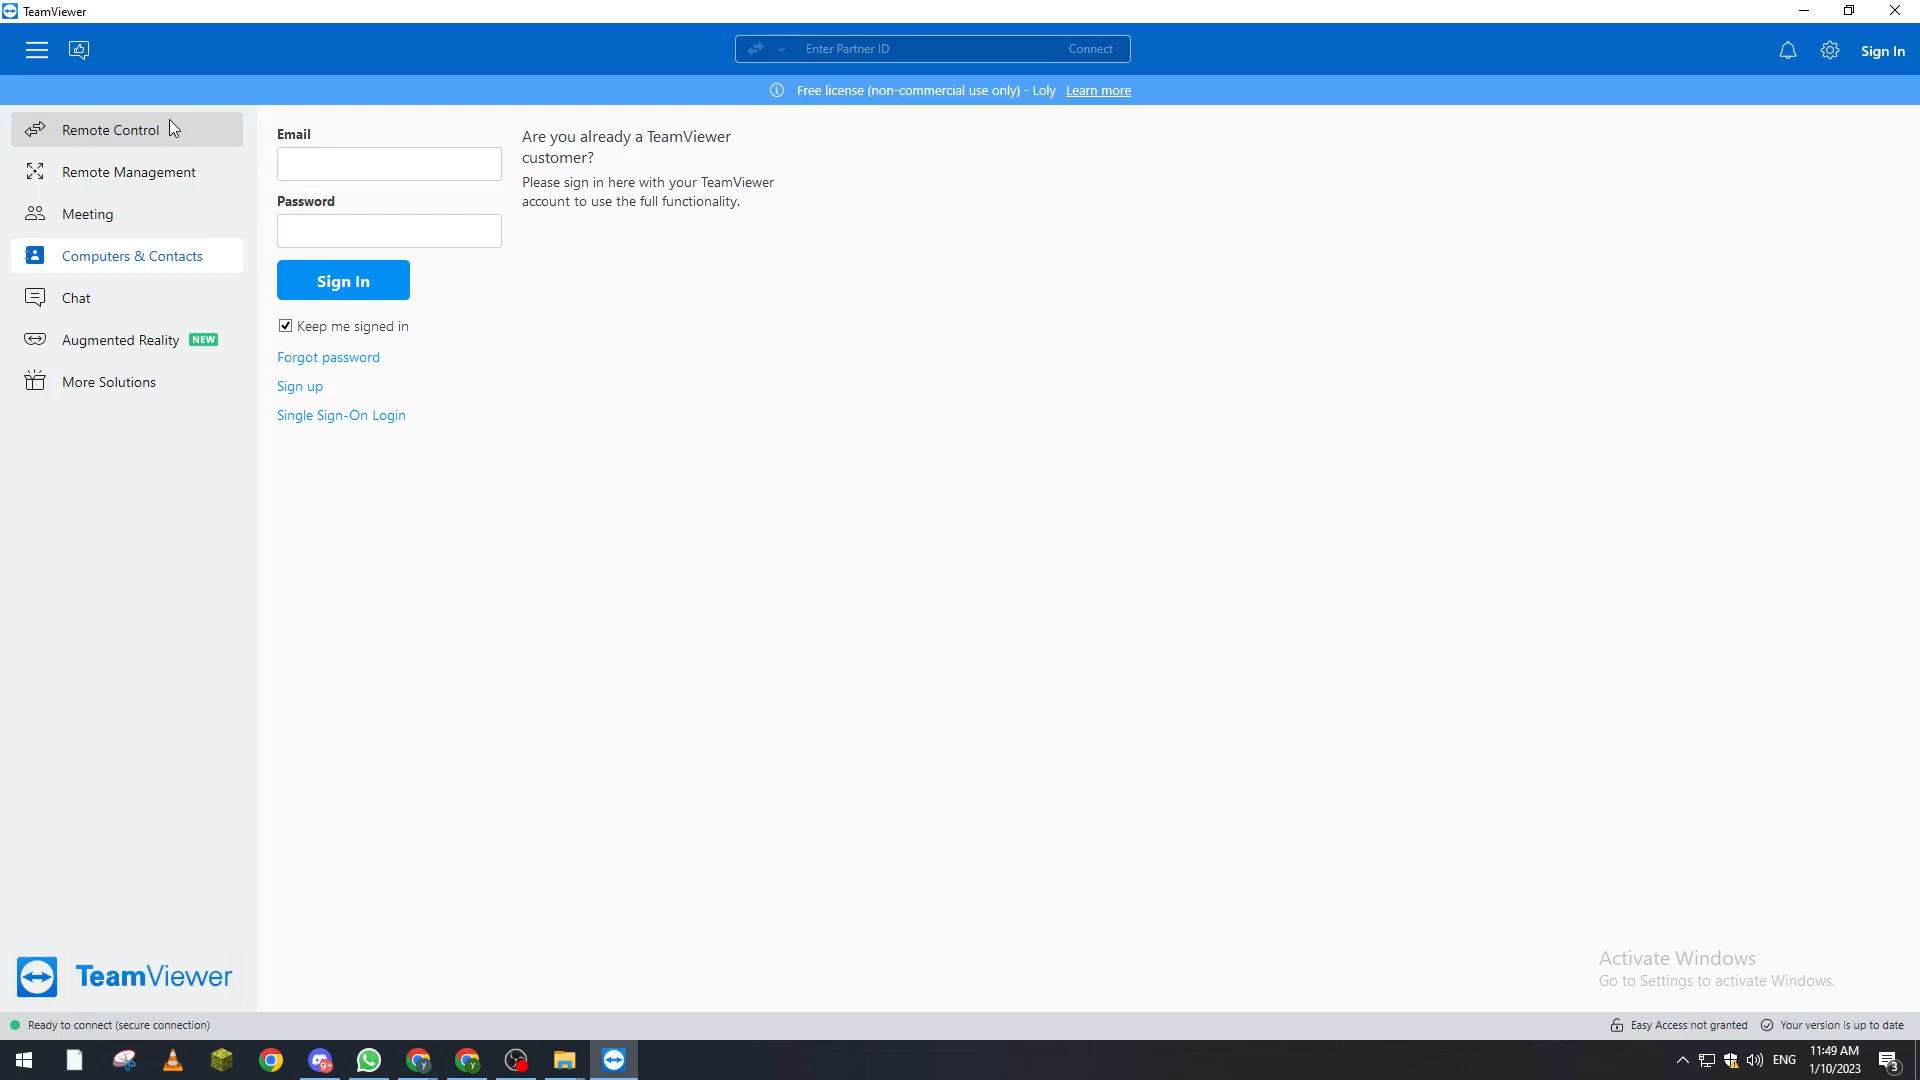 TeamViewer
Enter Partner ID
Connect
Sign In
Free license (non-commercial use only) - Loly Learn more
Remote Control
Remote Management
Meeting
Computers & Contacts
Chat
Augmented Reality NEW
More Solutions
Email
Password
Sign In
Keep me signed in
Forgot password
Sign up
Single Sign-On Login
Are you already a TeamViewer
customer?
Please sign in here with your TeamViewer
account to use the full functionality.
Activate Windows
Go to Settings to activate Windows.
TeamViewer
Ready to connect (secure connection)
Easy Access not granted
Your version is up to date
9+
y
y
ENG
11:49 AM
1/10/2023
3